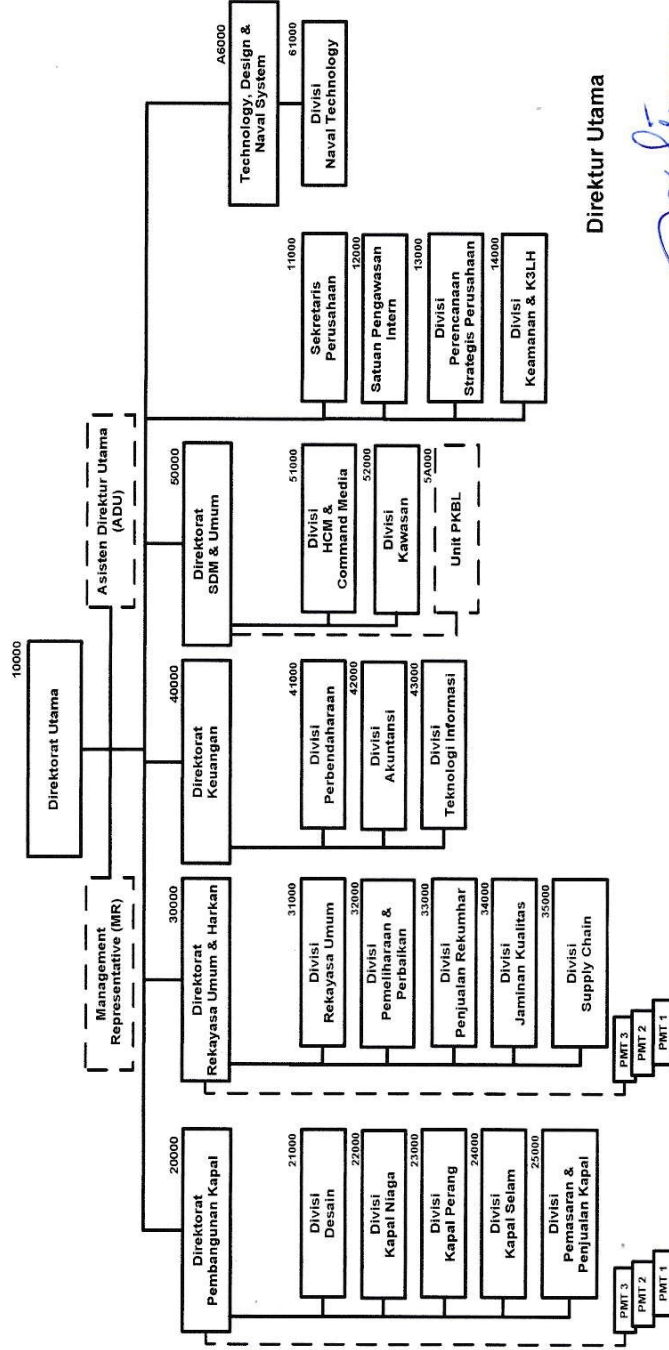 10000
Direktorat Utama
Management
Representative (MR)
Asisten Direktur Utama
(ADU)
20000
Direktorat
Pembangunan Kapal
30000
Direktorat
Rekayasa Umum & Harkan
40000
Direktorat
Keuangan
50000
Direktorat
SDM & Umum
A6000
Technology, Design &
Naval System
21000
Divisi
Desain
22000
Divisi
Kapal Niaga
23000
Divisi
Kapal Perang
24000
Divisi
Kapal Selam
25000
Divisi
Pemasaran &
Penjualan Kapal
PMT 3
PMT 2
PMT 1
31000
Divisi
Rekayasa Umum
32000
Divisi
Pemeliharaan &
Perbaikan
33000
Divisi
Penjualan Rekumhar
34000
Divisi
Jaminan Kualitas
35000
Divisi
Supply Chain
PMT 3
PMT 2
PMT 1
41000
Divisi
Perbendaharaan
42000
Divisi
Akuntansi
43000
Divisi
Teknologi Informasi
51000
Divisi
HCM &
Command Media
52000
Divisi
Kawasan
5A000
Unit PKBL
11000
Sekretaris
Perusahaan
12000
Satuan Pengawasan
Intern
13000
Divisi
Perencanaan
Strategis Perusahaan
14000
Divisi
Keamanan & K3LH
61000
Divisi
Naval Technology
Direktur Utama